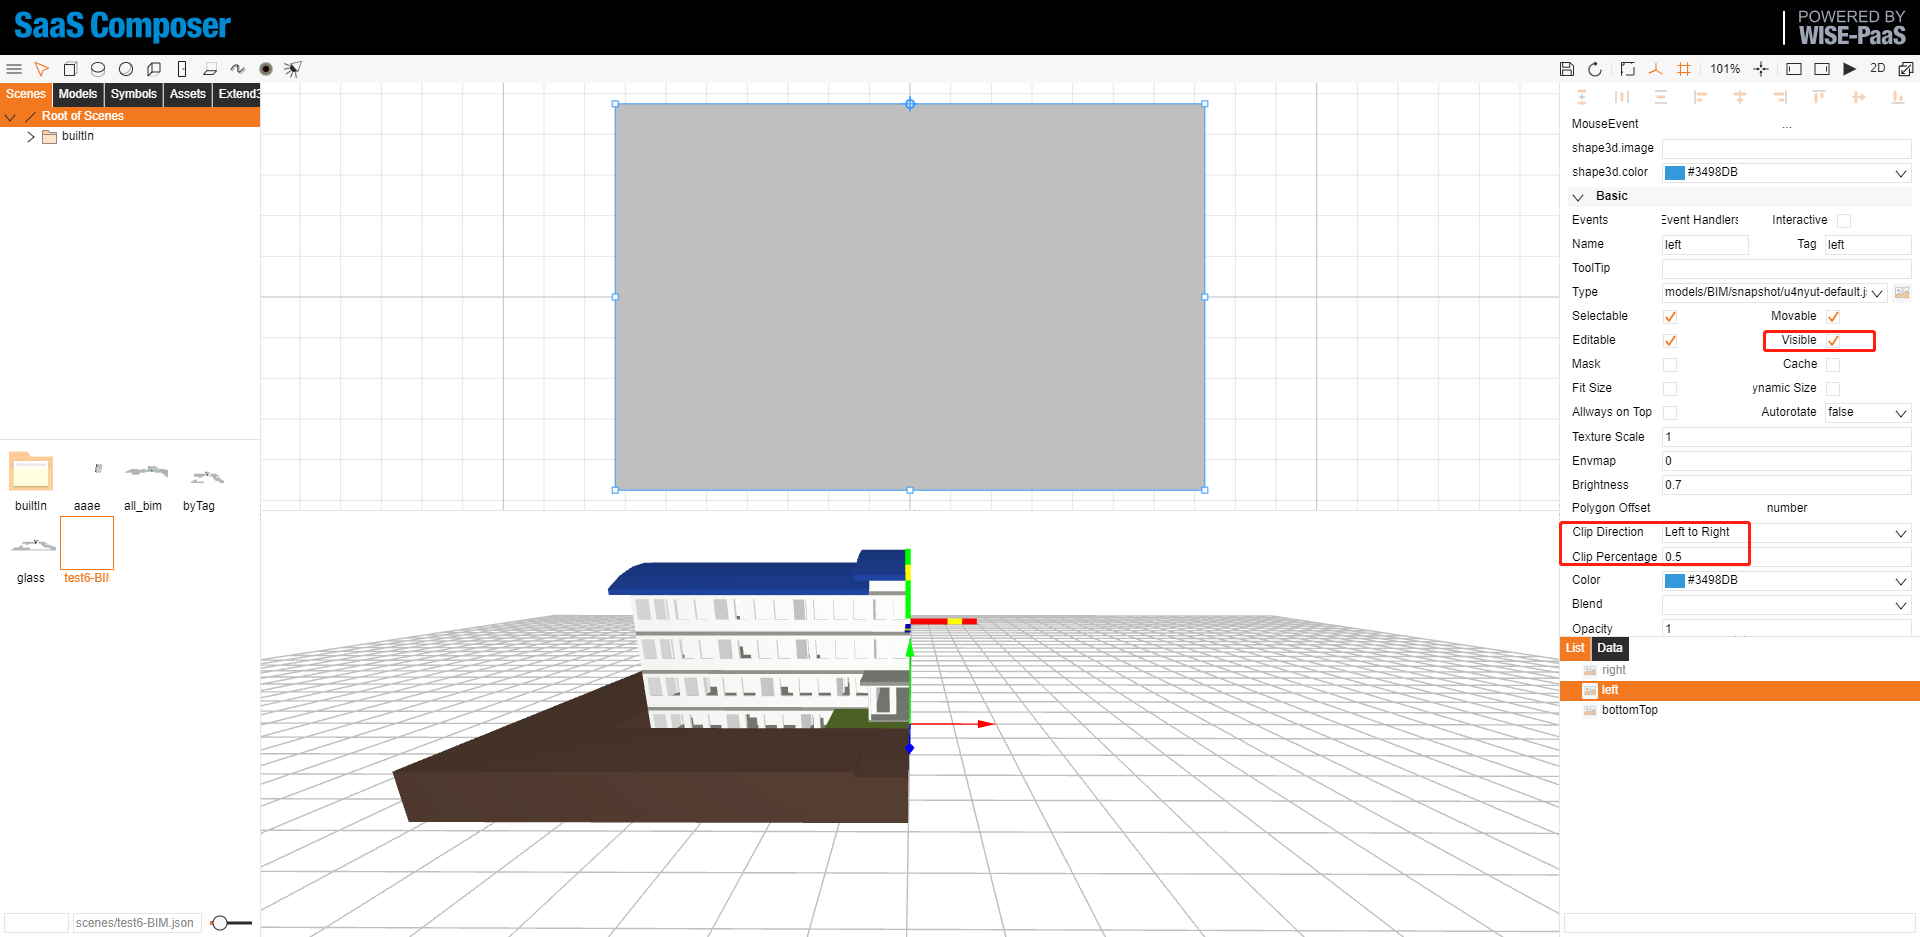 SaaS Composer
POWERED BY
WISE-PaaS
101%
2D
Scenes
Models
Symbols
Assets
Extend3
Root of Scenes
builtIn
builtIn
aaae
all_bim
byTag
glass
test6-BI
scenes/test6-BIM.json
MouseEvent ...
shape3d.image
shape3d.color #3498DB
Basic
Events Event Handlers Interactive
Name left Tag left
ToolTip
Type models/BIM/snapshot/u4nyut-default.j
Selectable Movable
Editable Visible
Mask Cache
Fit Size ynamic Size
Allways on Top Autorotate false
Texture Scale 1
Envmap 0
Brightness 0.7
Polygon Offset number
Clip Direction Left to Right
Clip Percentage 0.5
Color #3498DB
Blend
Opacity 1
List Data
right
left
bottomTop